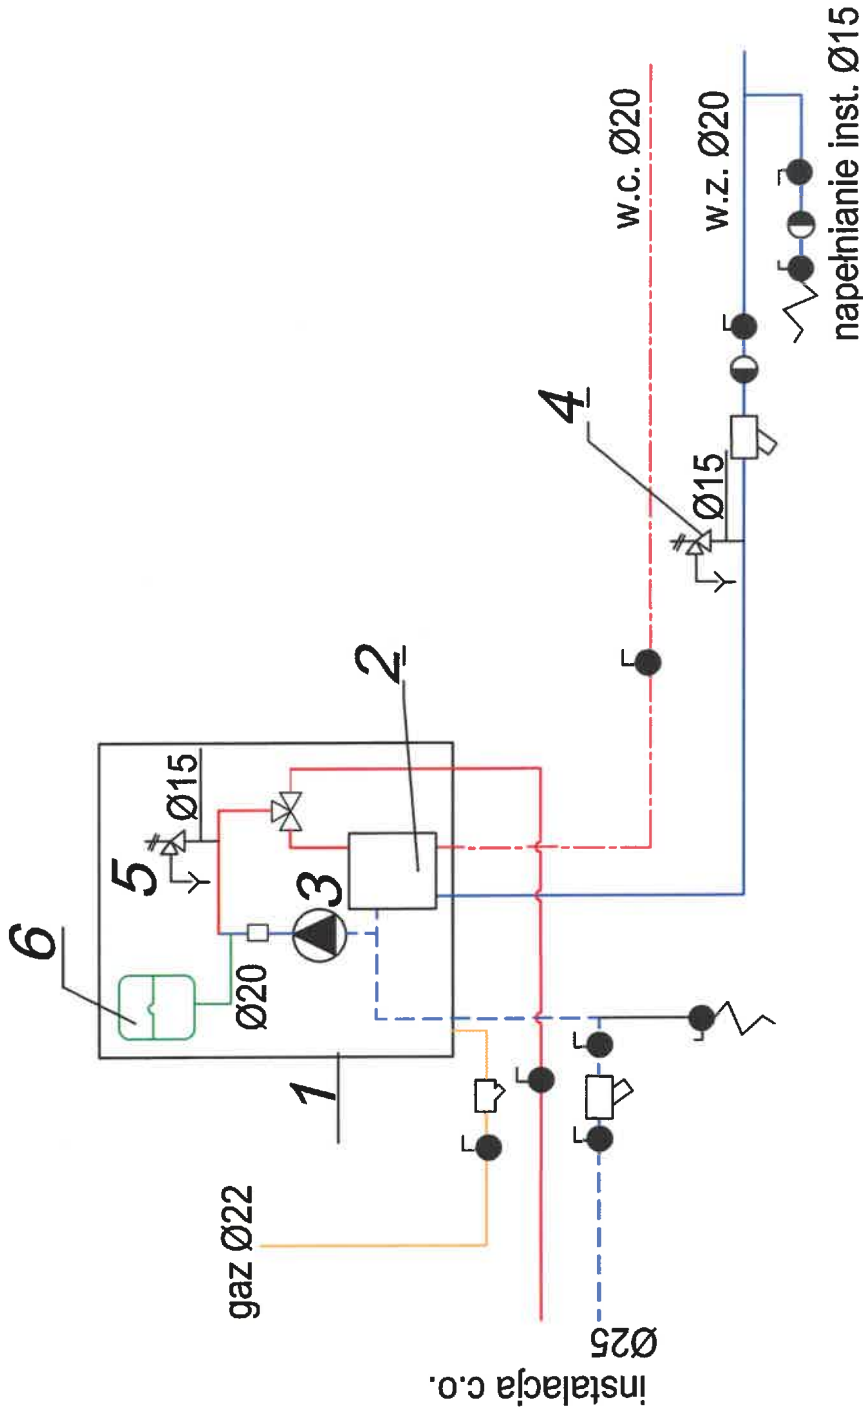 6
5
Ø15
3
Ø20
1
2
gaz Ø22
instalacja c.o.
Ø25
4
Ø15
w.c. Ø20
w.z. Ø20
napełnianie inst. Ø15